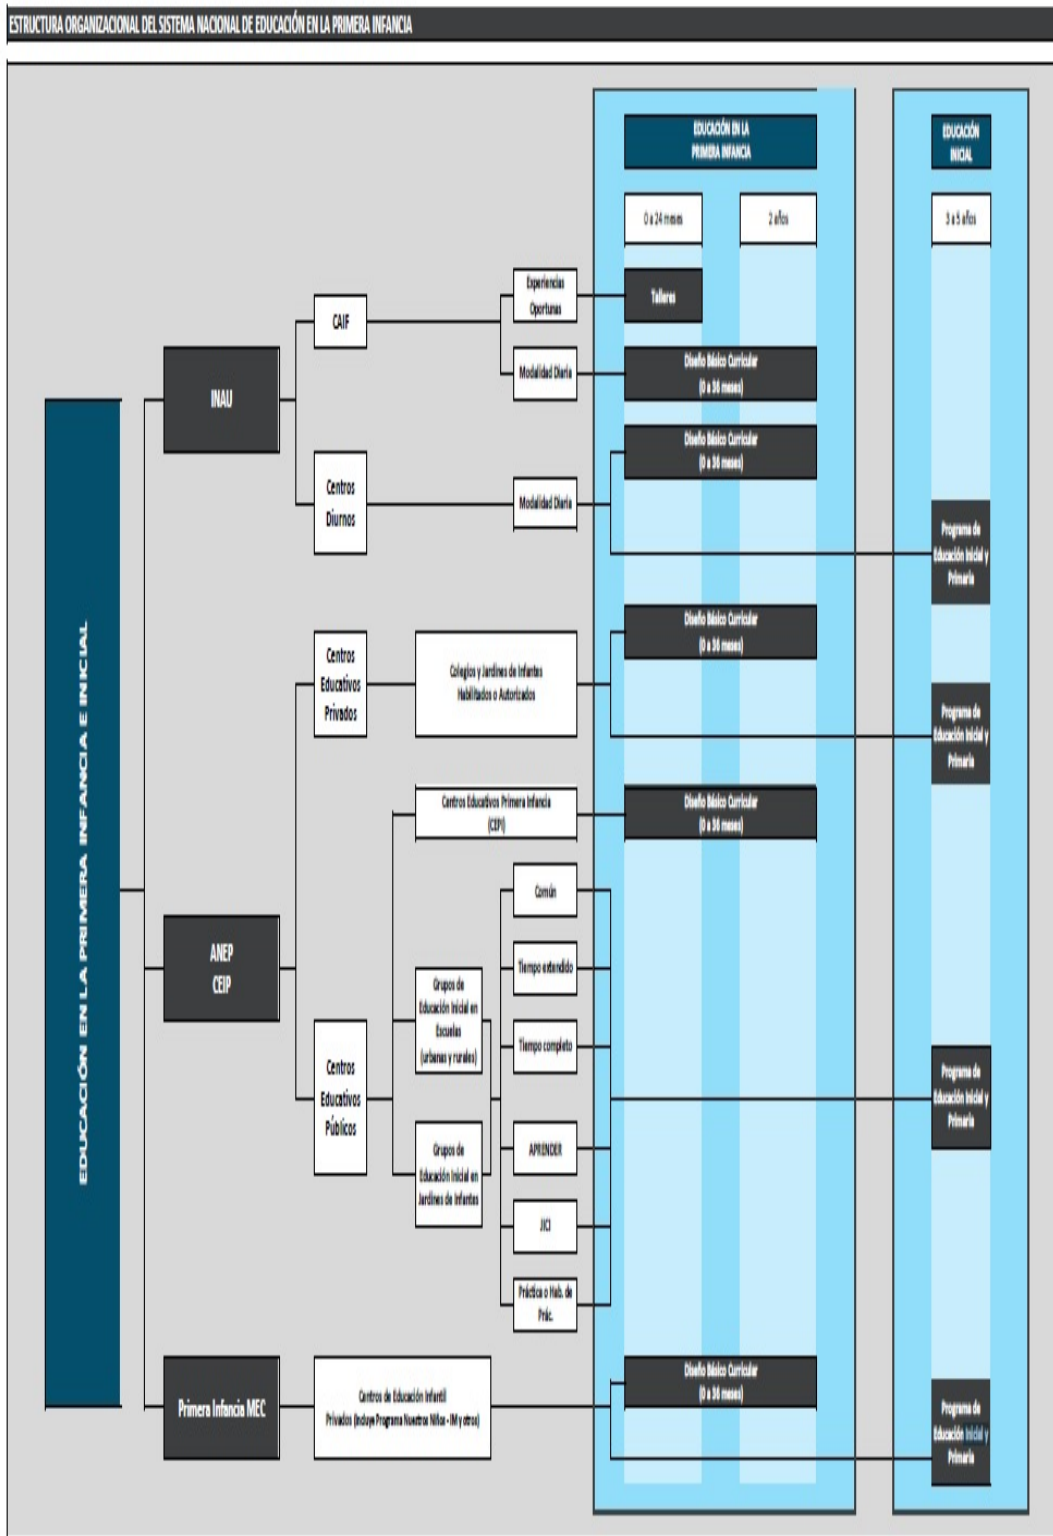 ESTRUCTURA ORGANIZACIONAL DEL SISTEMA NACIONAL DE EDUCACIÓN EN LA PRIMERA INFANCIA
EDUCACIÓN EN LA
PRIMERA INFANCIA
EDUCACIÓN
INICIAL
0 a 24 meses
2 años
3 a 5 años
EDUCACIÓN EN LA PRIMERA INFANCIA E INICIAL
INAU
CAIF
Experiencias
Oportunas
Talleres
Modalidad Diaria
Diseño Básico Curricular
(0 a 36 meses)
Centros
Diurnos
Modalidad Diaria
Diseño Básico Curricular
(0 a 36 meses)
Programa de
Educación Inicial y
Primaria
ANEP
CEIP
Centros
Educativos
Privados
Colegios y Jardines de Infantes
Habilitados o Autorizados
Diseño Básico Curricular
(0 a 36 meses)
Programa de
Educación Inicial y
Primaria
Centros
Educativos
Públicos
Centros Educativos Primera Infancia
(CEPI)
Diseño Básico Curricular
(0 a 36 meses)
Grupos de
Educación Inicial en
Escuelas
(urbanas y rurales)
Grupos de
Educación Inicial en
Jardines de Infantes
Común
Tiempo extendido
Tiempo completo
APRENDER
JICI
Práctica o Hab. de
Prác.
Programa de
Educación Inicial y
Primaria
Primera Infancia MEC
Centros de Educación Infantil
Privados (Incluye Programa Nuestros Niños - IM y otros)
Diseño Básico Curricular
(0 a 36 meses)
Programa de
Educación Inicial y
Primaria